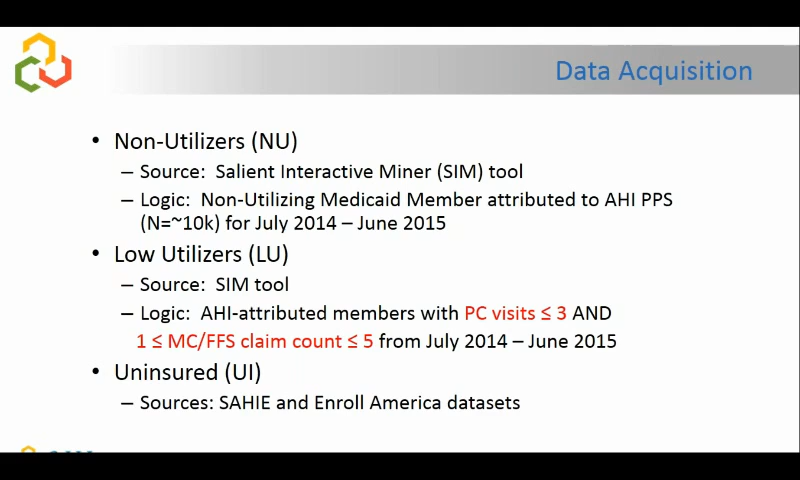 Data Acquisition
• Non-Utilizers (NU)
– Source: Salient Interactive Miner (SIM) tool
– Logic: Non-Utilizing Medicaid Member attributed to AHI PPS
(N=~10k) for July 2014 – June 2015
• Low Utilizers (LU)
– Source: SIM tool
– Logic: AHI-attributed members with PC visits ≤ 3 AND
1 ≤ MC/FFS claim count ≤ 5 from July 2014 – June 2015
• Uninsured (UI)
– Sources: SAHIE and Enroll America datasets